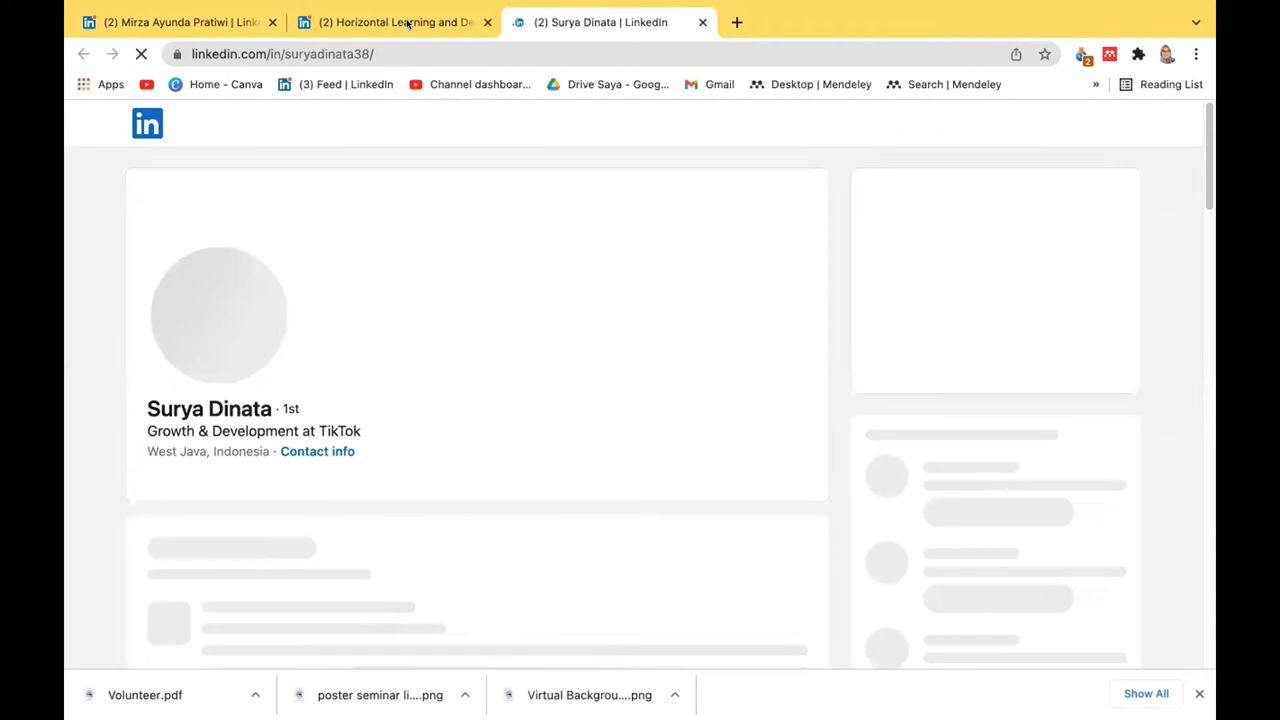 (2) Mirza Ayunda Pratiwi | Link
(2) Horizontal Learning and De
(2) Surya Dinata | LinkedIn
linkedin.com/in/suryadinata38/
2
Apps
Home - Canva
(3) Feed | LinkedIn
Channel dashboar...
Drive Saya - Goog...
Gmail
Desktop | Mendeley
Search | Mendeley
»
Reading List
in
Surya Dinata · 1st
Growth & Development at TikTok
West Java, Indonesia · Contact info
Volunteer.pdf
poster seminar li....png
Virtual Backgrou....png
Show All